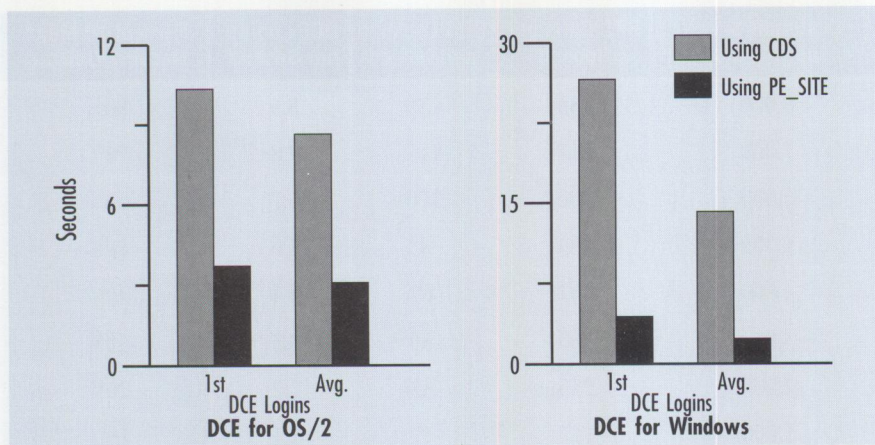 12
6
0
Seconds
1st
Avg.
DCE Logins
DCE for OS/2
30
15
0
Using CDS
Using PE_SITE
1st
Avg.
DCE Logins
DCE for Windows